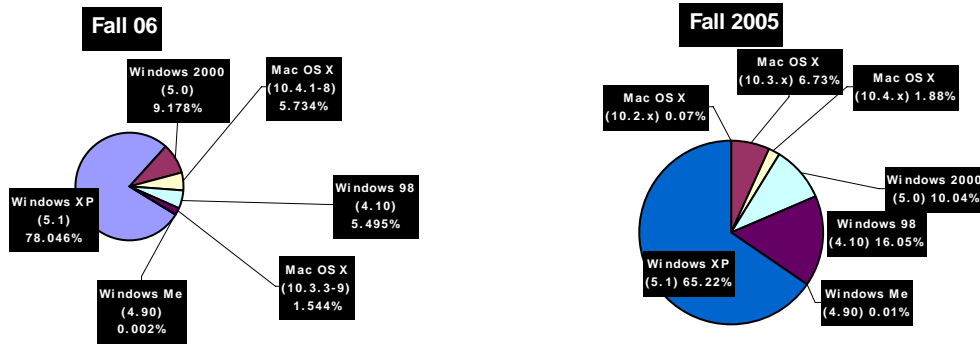 Fall 06
Windows 2000
(5.0)
9.178%
Mac OS X
(10.4.1-8)
5.734%
Windows XP
(5.1)
78.046%
Windows 98
(4.10)
5.495%
Windows Me
(4.90)
0.002%
Mac OS X
(10.3.3-9)
1.544%
Fall 2005
Mac OS X
(10.3.x) 6.73%
Mac OS X
(10.2.x) 0.07%
Mac OS X
(10.4.x) 1.88%
Windows 2000
(5.0) 10.04%
Windows 98
(4.10) 16.05%
Windows XP
(5.1) 65.22%
Windows Me
(4.90) 0.01%